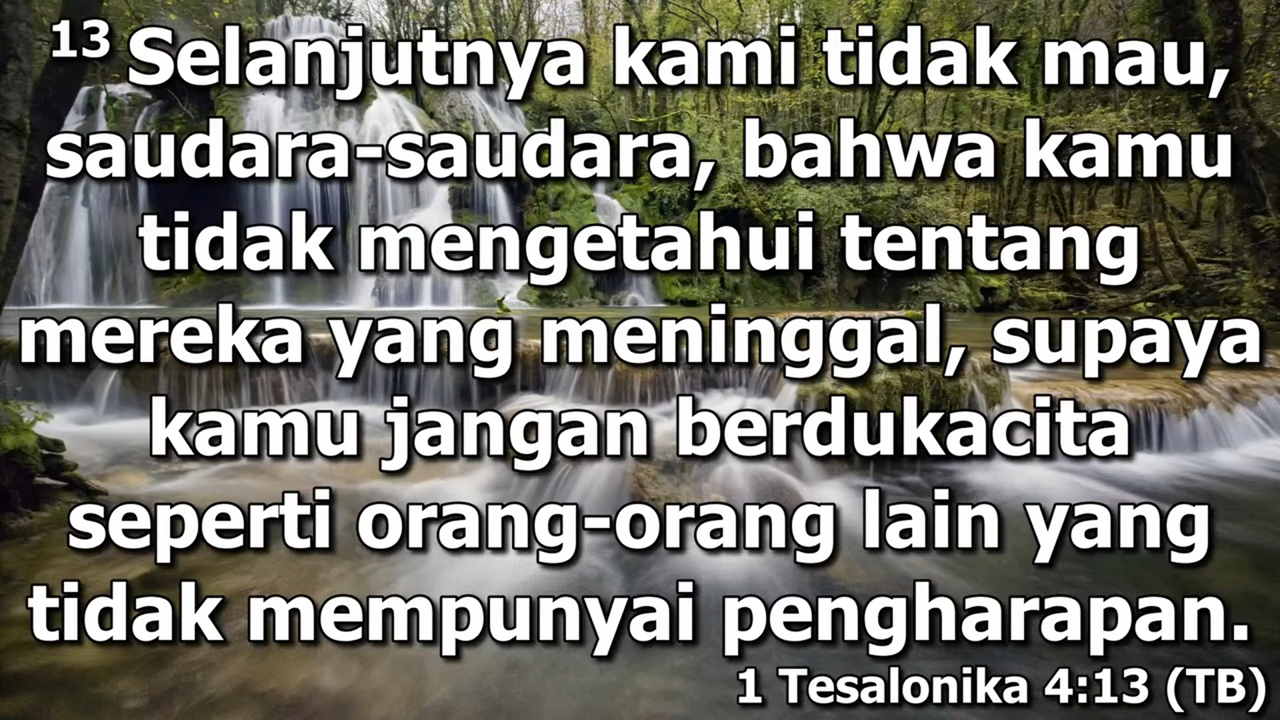 13 Selanjutnya kami tidak mau,
saudara-saudara, bahwa kamu
tidak mengetahui tentang
mereka yang meninggal, supaya
kamu jangan berdukacita
seperti orang-orang lain yang
tidak mempunyai pengharapan.
1 Tesalonika 4:13 (TB)